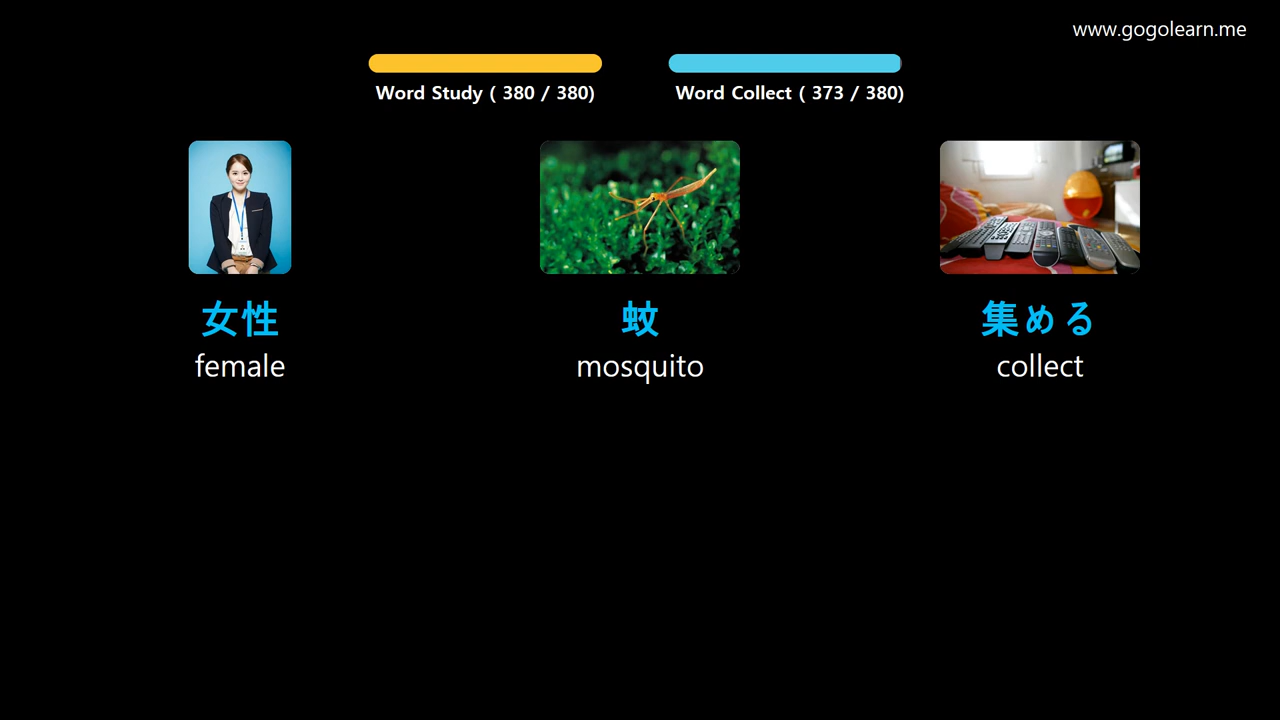 www.gogolearn.me
Word Study ( 380 / 380)
Word Collect ( 373 / 380)
女性
female
蚊
mosquito
集める
collect